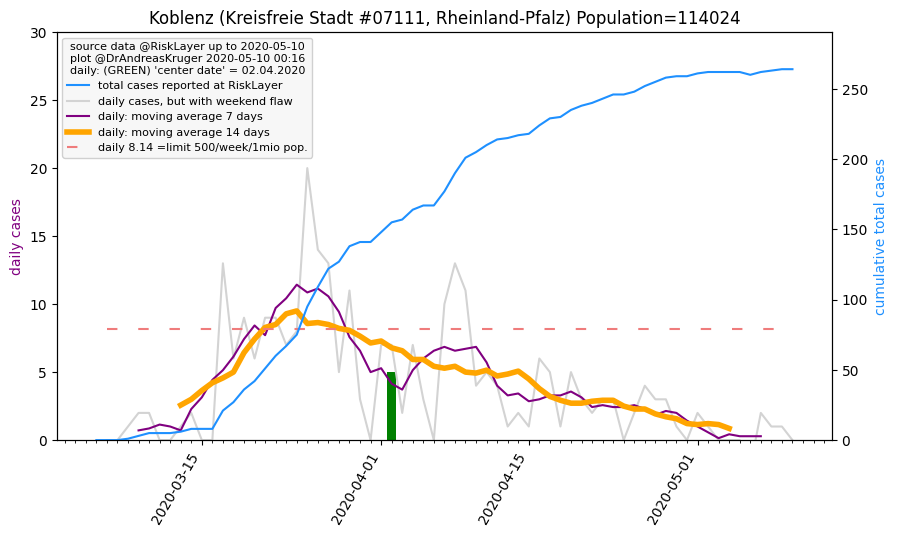 Koblenz (Kreisfreie Stadt #07111, Rheinland-Pfalz) Population=114024
source data @RiskLayer up to 2020-05-10
plot @DrAndreasKruger 2020-05-10 00:16
daily: (GREEN) 'center date' = 02.04.2020
total cases reported at RiskLayer
daily cases, but with weekend flaw
daily: moving average 7 days
daily: moving average 14 days
daily 8.14 =limit 500/week/1mio pop.
daily cases
30
25
20
15
10
5
0
cumulative total cases
250
200
150
100
50
0
2020-03-15
2020-04-01
2020-04-15
2020-05-01